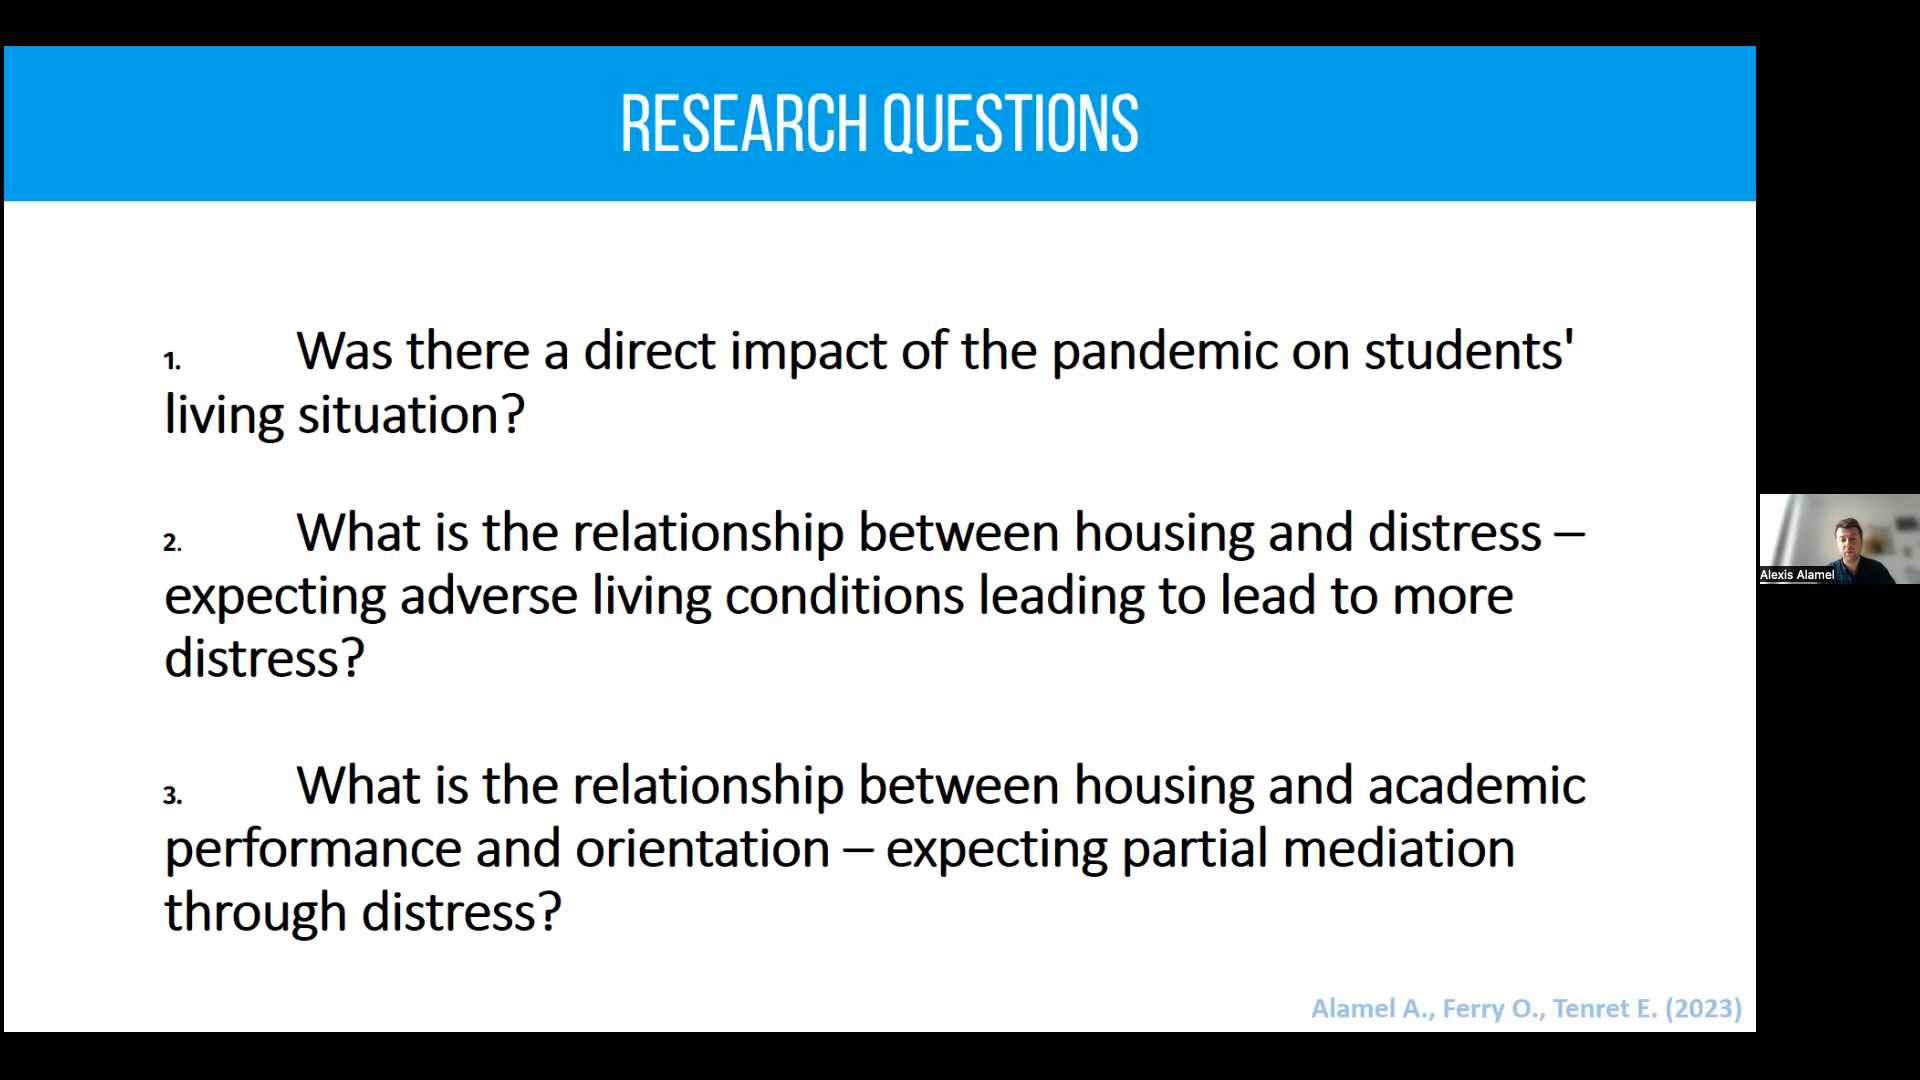 RESEARCH QUESTIONS
1. Was there a direct impact of the pandemic on students'
living situation?
2. What is the relationship between housing and distress –
expecting adverse living conditions leading to lead to more
distress?
3. What is the relationship between housing and academic
performance and orientation – expecting partial mediation
through distress?
Alamel A., Ferry O., Tenret E. (2023)
Alexis Alamel